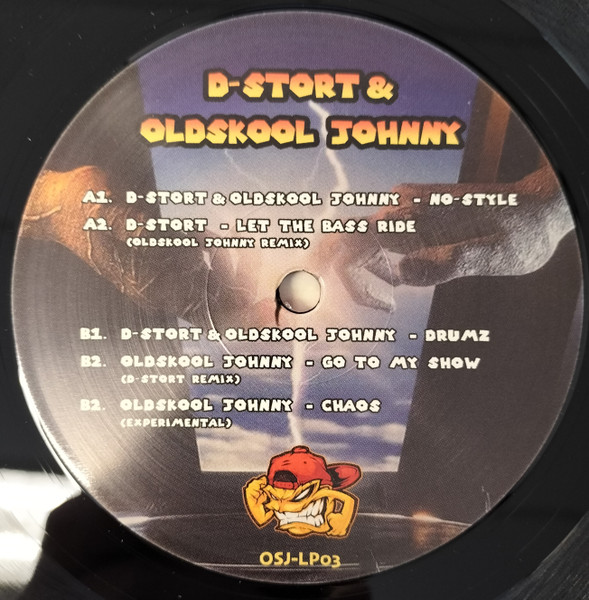 D-STORT &
OLDSKOOL JOHNNY
A1. D-STORT & OLDSKOOL JOHNNY - NO-STYLE
A2. D-STORT - LET THE BASS RIDE
(OLDSKOOL JOHNNY REMIX)
B1. D-STORT & OLDSKOOL JOHNNY - DRUMZ
B2. OLDSKOOL JOHNNY - GO TO MY SHOW
(D-STORT REMIX)
B2. OLDSKOOL JOHNNY - CHAOS
(EXPERIMENTAL)
OSJ-LP03